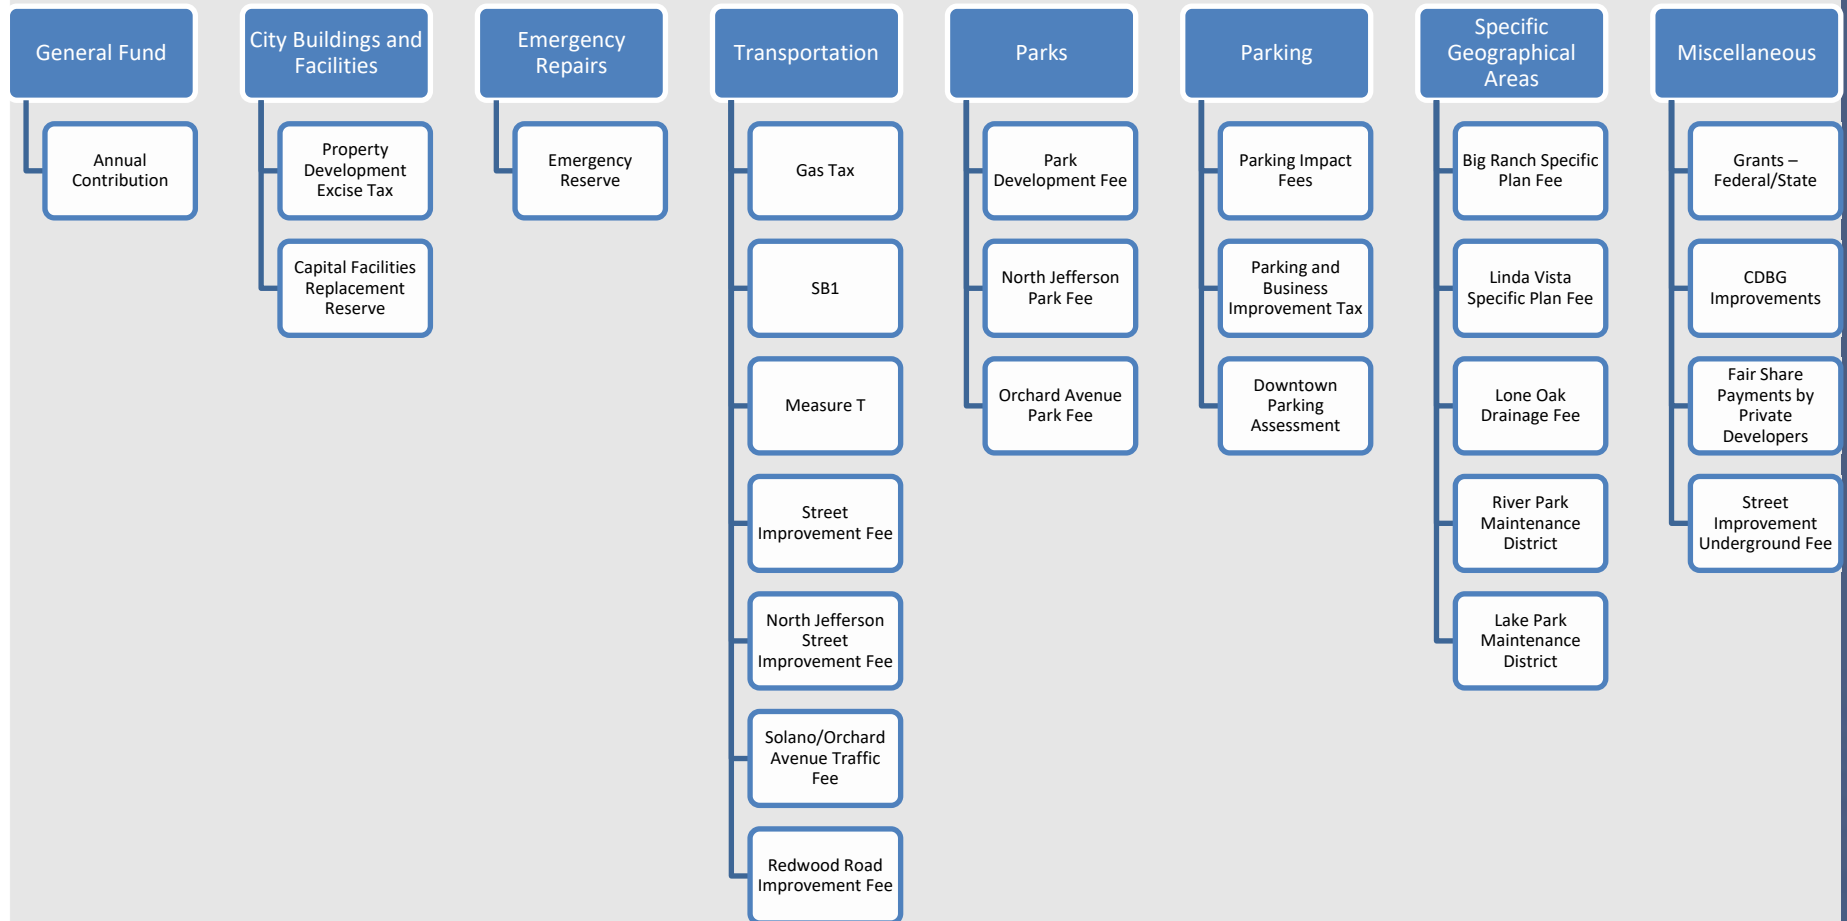 General Fund
Annual
Contribution
City Buildings and
Facilities
Property
Development
Excise Tax
Capital Facilities
Replacement
Reserve
Emergency
Repairs
Emergency
Reserve
Transportation
Gas Tax
SB1
Measure T
Street
Improvement Fee
North Jefferson
Street
Improvement Fee
Solano/Orchard
Avenue Traffic
Fee
Redwood Road
Improvement Fee
Parks
Park
Development Fee
North Jefferson
Park Fee
Orchard Avenue
Park Fee
Parking
Parking Impact
Fees
Parking and
Business
Improvement Tax
Downtown
Parking
Assessment
Specific
Geographical
Areas
Big Ranch Specific
Plan Fee
Linda Vista
Specific Plan Fee
Lone Oak
Drainage Fee
River Park
Maintenance
District
Lake Park
Maintenance
District
Miscellaneous
Grants –
Federal/State
CDBG
Improvements
Fair Share
Payments by
Private
Developers
Street
Improvement
Underground Fee